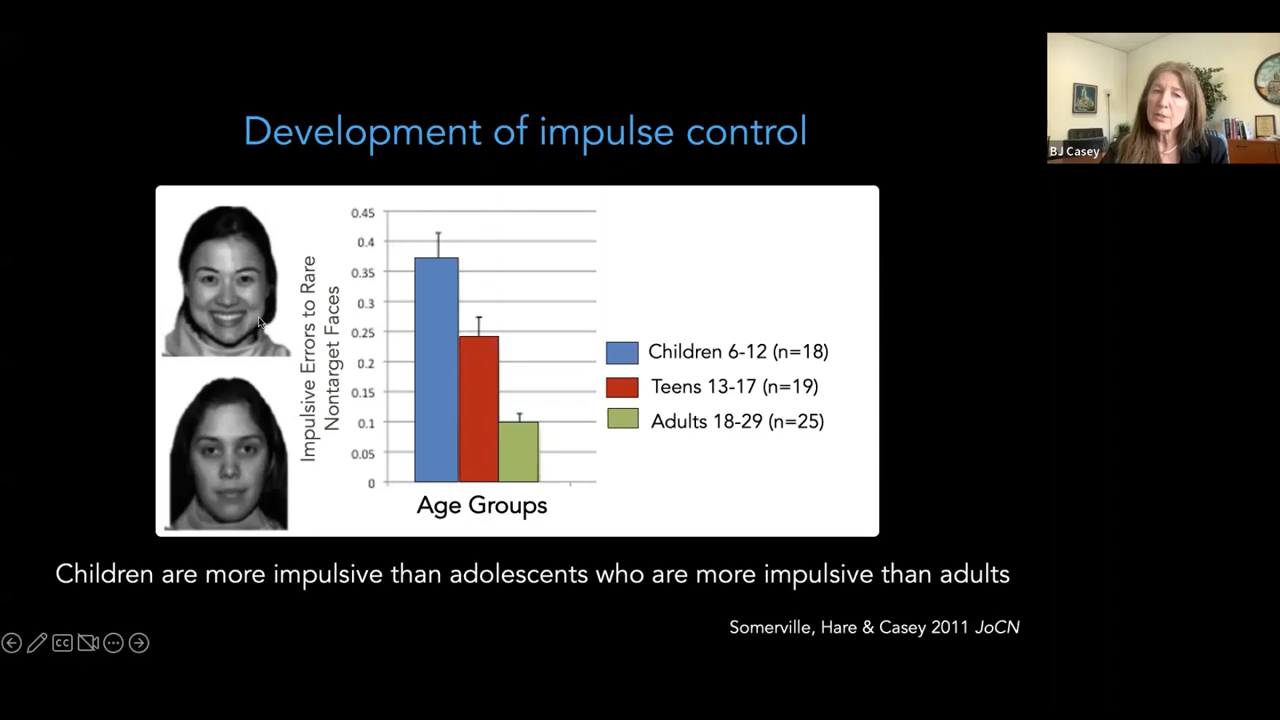 Development of impulse control
BJ Casey
Impulsive Errors to Rare
Nontarget Faces
0.45
0.4
0.35
0.3
0.25
0.2
0.15
0.1
0.05
0
Age Groups
Children 6-12 (n=18)
Teens 13-17 (n=19)
Adults 18-29 (n=25)
Children are more impulsive than adolescents who are more impulsive than adults
Somerville, Hare & Casey 2011 JoCN
CC